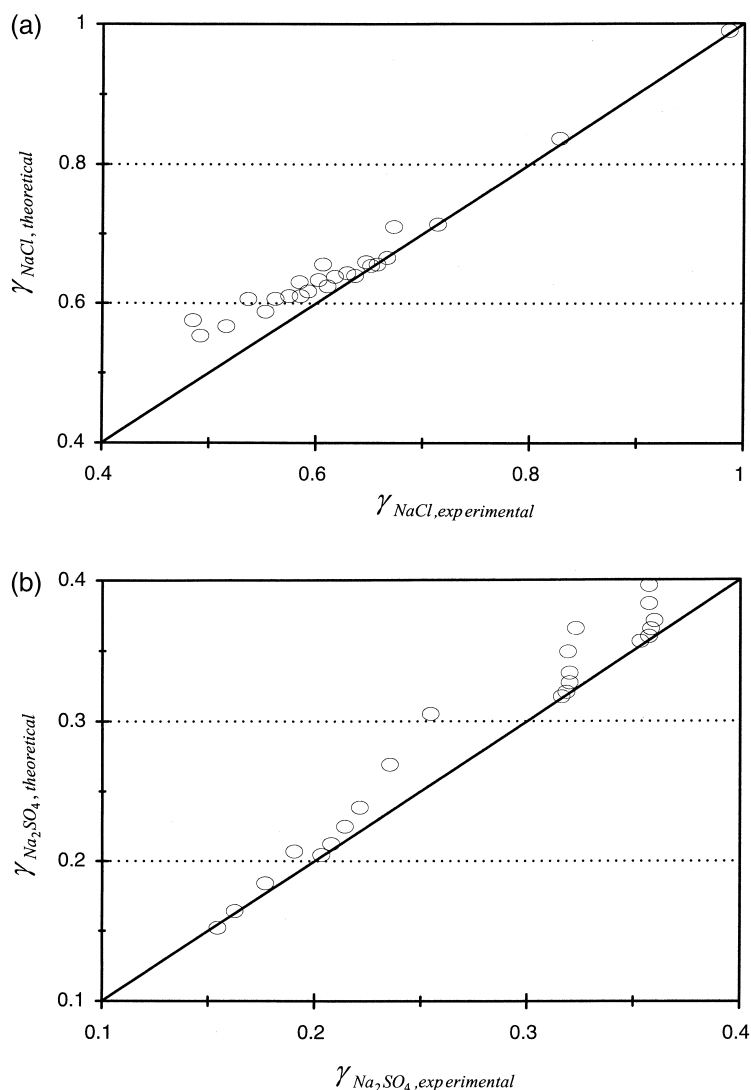 (a)
1
0.8
0.6
0.4
γ NaCl, theoretical
0.4 0.6 0.8 1
γ NaCl,experimental
(b)
0.4
0.3
0.2
0.1
γ Na2SO4, theoretical
0.1 0.2 0.3 0.4
γ Na2SO4,experimental